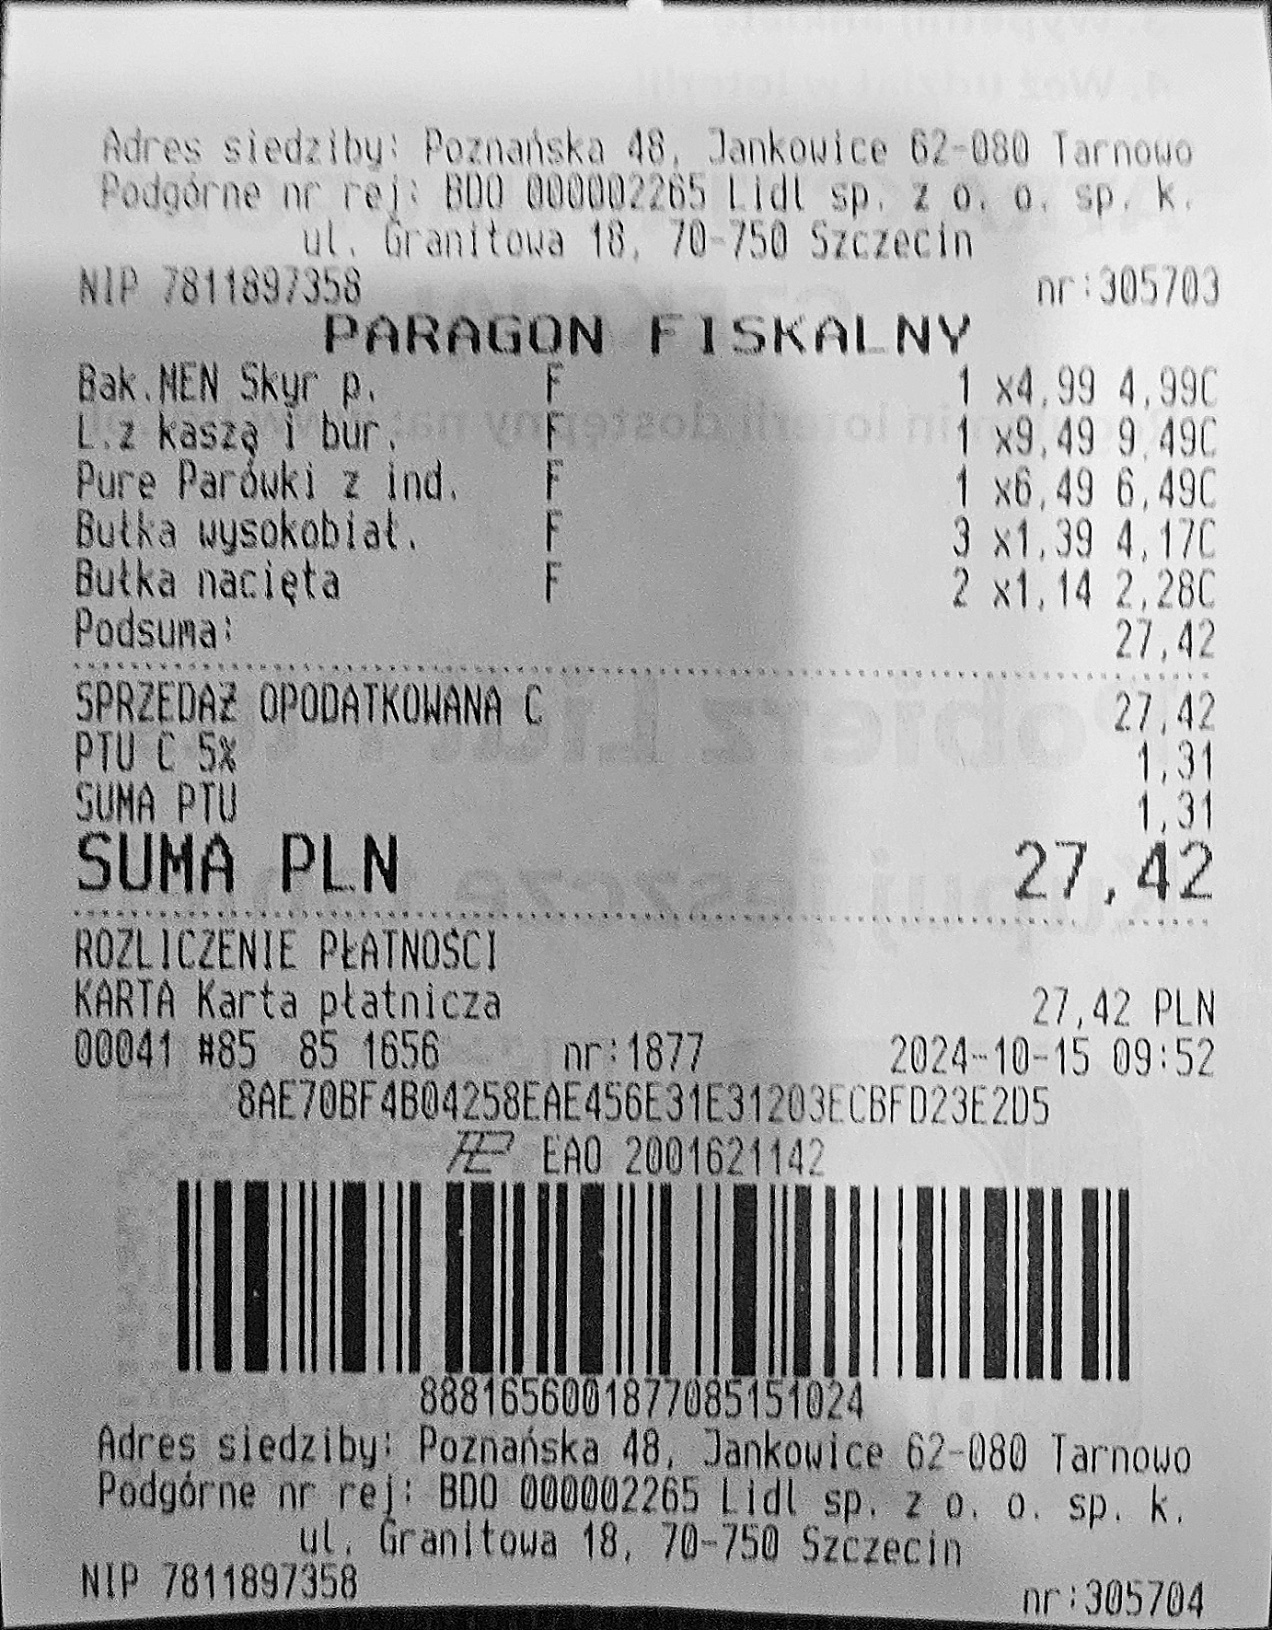 Adres siedziby: Poznańska 48, Jankowice 62-080 Tarnowo
Podgórne nr rej: BDO 000002265 Lidl sp. z o. o. sp. k.
ul. Granitowa 18, 70-750 Szczecin
NIP 7811897358 nr:305703
PARAGON FISKALNY
Bak.MEN Skyr p. F 1 x4,99 4,99C
L.z kaszą i bur. F 1 x9,49 9,49C
Pure Parówki z ind. F 1 x6,49 6,49C
Bułka wysokobiał. F 3 x1,39 4,17C
Bułka nacięta F 2 x1,14 2,28C
Podsuma: 27,42
SPRZEDAŻ OPODATKOWANA C 27,42
PTU C 5% 1,31
SUMA PTU 1,31
SUMA PLN 27,42
ROZLICZENIE PŁATNOŚCI
KARTA Karta płatnicza 27,42 PLN
00041 #85 85 1656 nr:1877 2024-10-15 09:52
8AE70BF4B04258EAE456E31E31203ECBFD23E2D5
EAO 2001621142
8881656001877085151024
Adres siedziby: Poznańska 48, Jankowice 62-080 Tarnowo
Podgórne nr rej: BDO 000002265 Lidl sp. z o. o. sp. k.
ul. Granitowa 18, 70-750 Szczecin
NIP 7811897358 nr:305704